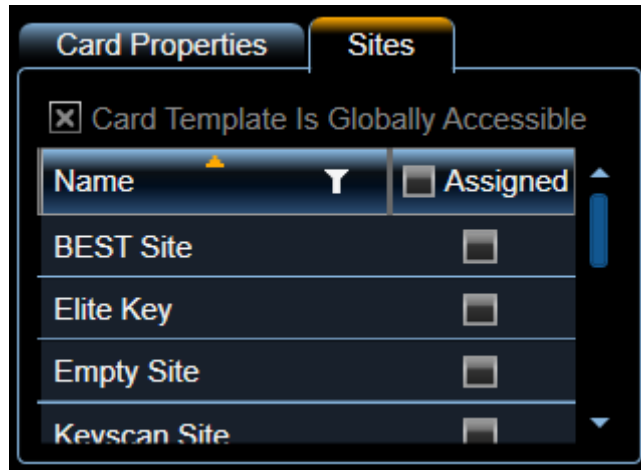 Card Properties Sites
Card Template Is Globally Accessible
Name Assigned
BEST Site
Elite Key
Empty Site
Keyscan Site